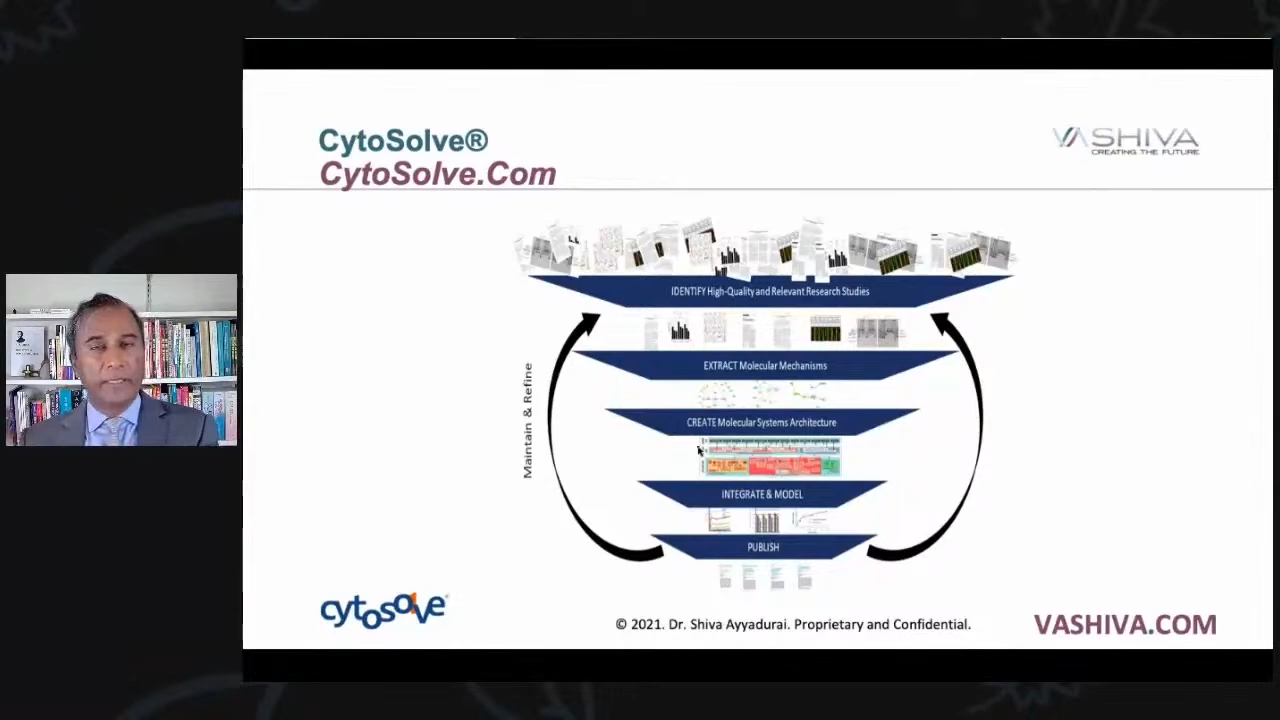 CytoSolve®
CytoSolve.Com
VASHIVA
CREATING THE FUTURE
IDENTIFY High-Quality and Relevant Research Studies
EXTRACT Molecular Mechanisms
CREATE Molecular Systems Architecture
INTEGRATE & MODEL
PUBLISH
Maintain & Refine
cytosolve
© 2021. Dr. Shiva Ayyadurai. Proprietary and Confidential.
VASHIVA.COM